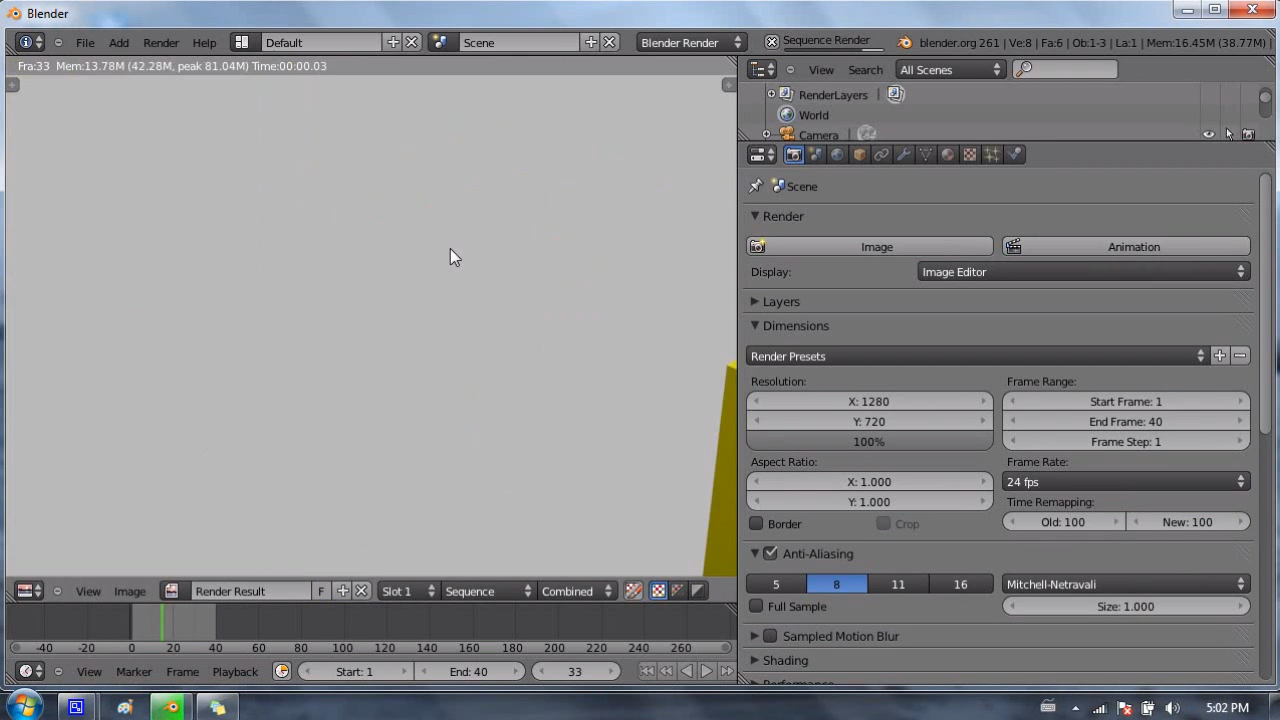 Blender
File Add Render Help Default Scene Blender Render Sequence Render blender.org 261 | Ve:8 | Fa:6 | Ob:1-3 | La:1 | Mem:16.45M (38.77M) |
Fra:33 Mem:13.78M (42.28M, peak 81.04M) Time:00:00.03
View Search All Scenes
RenderLayers |
World
Camera |
Scene
Render
Image Animation
Display: Image Editor
Layers
Dimensions
Render Presets
Resolution: Frame Range:
X: 1280 Start Frame: 1
Y: 720 End Frame: 40
100% Frame Step: 1
Aspect Ratio: Frame Rate:
X: 1.000 24 fps
Y: 1.000 Time Remapping:
Border Crop Old: 100 New: 100
Anti-Aliasing
5 8 11 16 Mitchell-Netravali
Full Sample Size: 1.000
Sampled Motion Blur
Shading
View Image Render Result F Slot 1 Sequence Combined
-40 -20 0 20 40 60 80 100 120 140 160 180 200 220 240 260
View Marker Frame Playback Start: 1 End: 40 33
5:02 PM